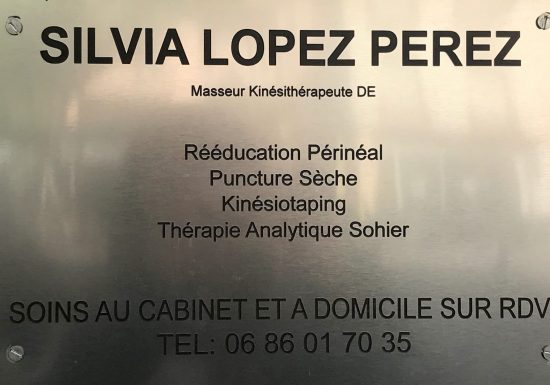 SILVIA LOPEZ PEREZ
Masseur Kinésithérapeute DE
Rééducation Périnéal
Puncture Sèche
Kinésiotaping
Thérapie Analytique Sohier
SOINS AU CABINET ET A DOMICILE SUR RDV
TEL: 06 86 01 70 35